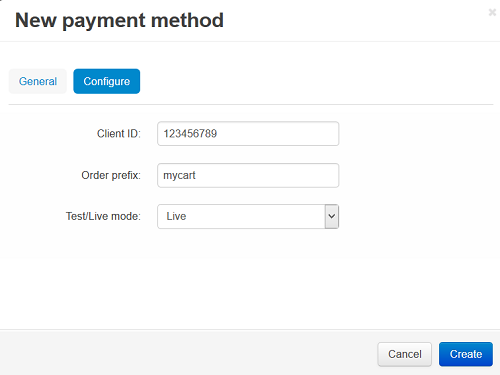 New payment method
General Configure
Client ID: 123456789
Order prefix: mycart
Test/Live mode: Live
Cancel Create